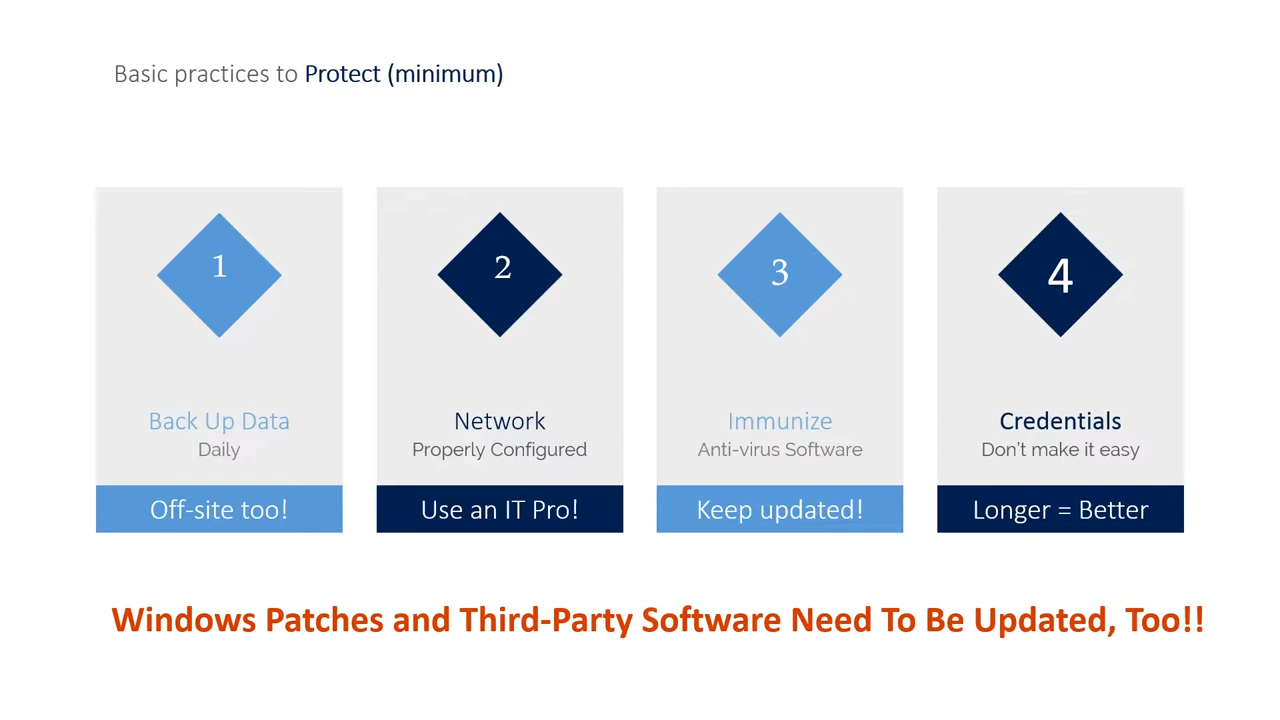 Basic practices to Protect (minimum)
1
Back Up Data
Daily
Off-site too!
2
Network
Properly Configured
Use an IT Pro!
3
Immunize
Anti-virus Software
Keep updated!
4
Credentials
Don't make it easy
Longer = Better
Windows Patches and Third-Party Software Need To Be Updated, Too!!